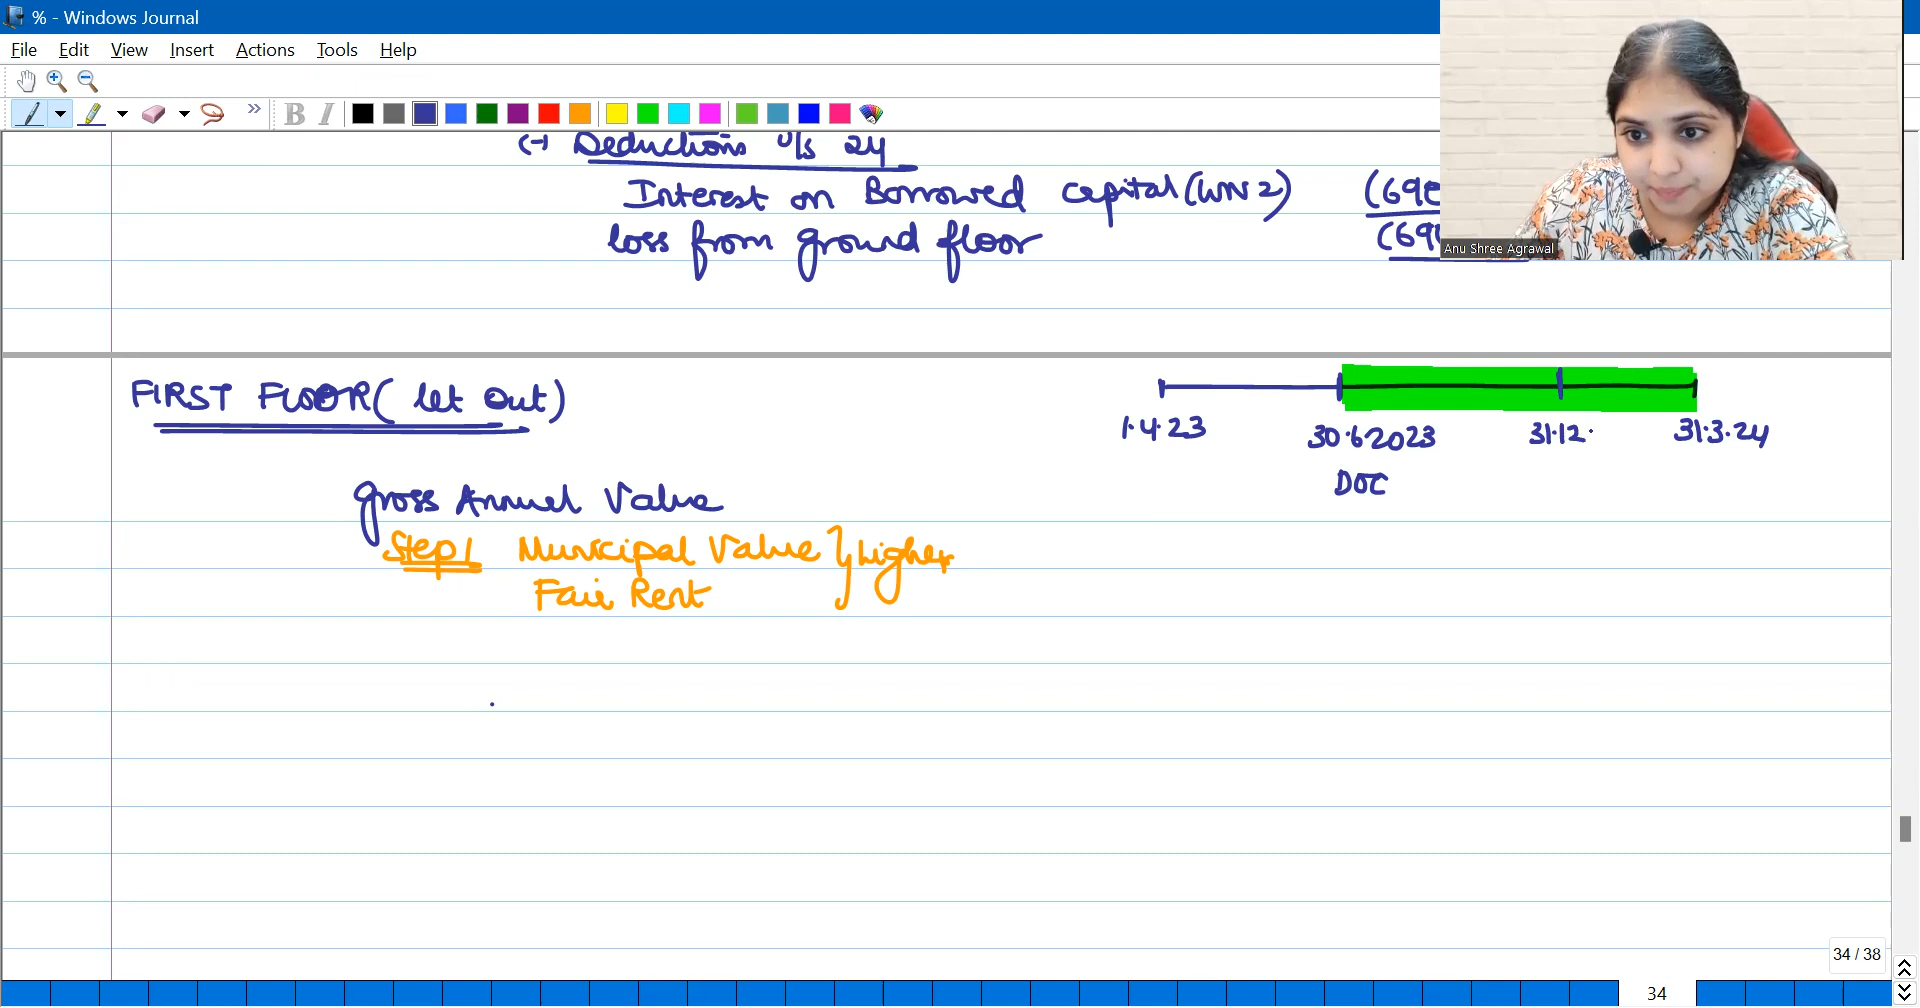 % - Windows Journal
File Edit View Insert Actions Tools Help
B I
(-) Deductions u/s 24
Interest on Borrowed capital (WN 2)
loss from ground floor
Anu Shree Agrawal
FIRST FLOOR ( let out)
1.4.23 30.6.2023 31.12. 31.3.24
DOC
Gross Annual Value
Step 1 Municipal Value } higher
Fair Rent
34 / 38
34